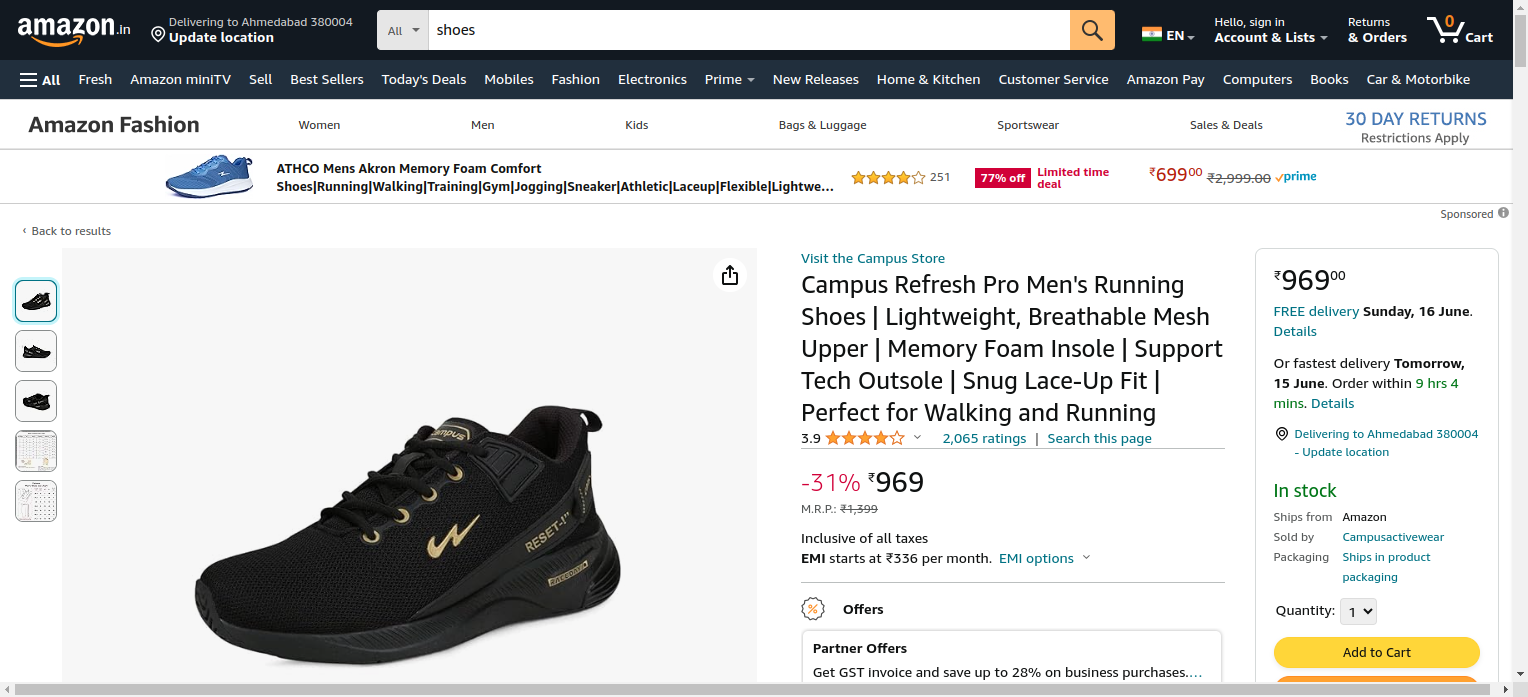 amazon.in
Delivering to Ahmedabad 380004
Update location
All
shoes
EN
Hello, sign in
Account & Lists
Returns
& Orders
0
Cart
All
Fresh
Amazon miniTV
Sell
Best Sellers
Today's Deals
Mobiles
Fashion
Electronics
Prime
New Releases
Home & Kitchen
Customer Service
Amazon Pay
Computers
Books
Car & Motorbike
Amazon Fashion
Women
Men
Kids
Bags & Luggage
Sportswear
Sales & Deals
30 DAY RETURNS
Restrictions Apply
ATHCO Mens Akron Memory Foam Comfort
Shoes|Running|Walking|Training|Gym|Jogging|Sneaker|Athletic|Laceup|Flexible|Lightwe...
251
77% off
Limited time
deal
₹69900
₹2,999.00
prime
Sponsored
‹ Back to results
campus
RESET-!"
Visit the Campus Store
Campus Refresh Pro Men's Running
Shoes | Lightweight, Breathable Mesh
Upper | Memory Foam Insole | Support
Tech Outsole | Snug Lace-Up Fit |
Perfect for Walking and Running
3.9
2,065 ratings | Search this page
-31% ₹969
M.R.P.: ₹1,399
Inclusive of all taxes
EMI starts at ₹336 per month. EMI options
Offers
Partner Offers
Get GST invoice and save up to 28% on business purchases.…
₹96900
FREE delivery Sunday, 16 June.
Details
Or fastest delivery Tomorrow,
15 June. Order within 9 hrs 4
mins. Details
Delivering to Ahmedabad 380004
- Update location
In stock
Ships from Amazon
Sold by Campusactivewear
Packaging Ships in product
packaging
Quantity: 1
Add to Cart